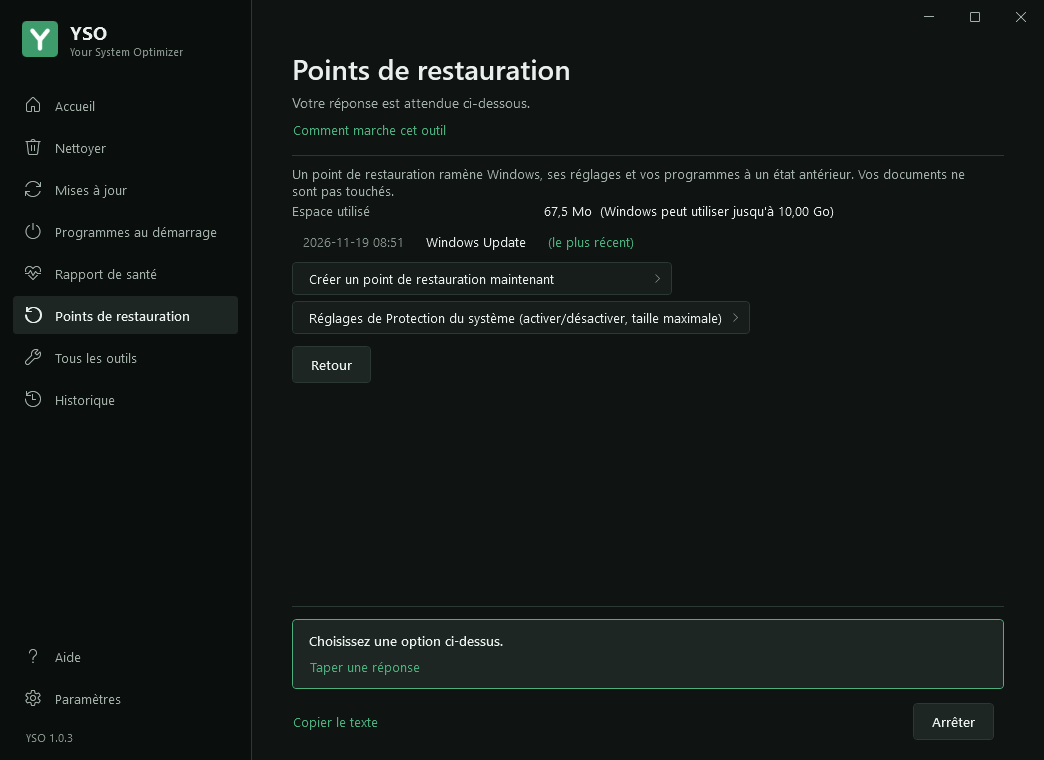 YSO
Your System Optimizer
Accueil
Nettoyer
Mises à jour
Programmes au démarrage
Rapport de santé
Points de restauration
Tous les outils
Historique
Aide
Paramètres
YSO 1.0.3
Points de restauration
Votre réponse est attendue ci-dessous.
Comment marche cet outil
Un point de restauration ramène Windows, ses réglages et vos programmes à un état antérieur. Vos documents ne
sont pas touchés.
Espace utilisé 67,5 Mo (Windows peut utiliser jusqu'à 10,00 Go)
2026-11-19 08:51 Windows Update (le plus récent)
Créer un point de restauration maintenant
Réglages de Protection du système (activer/désactiver, taille maximale)
Retour
Choisissez une option ci-dessus.
Taper une réponse
Copier le texte
Arrêter